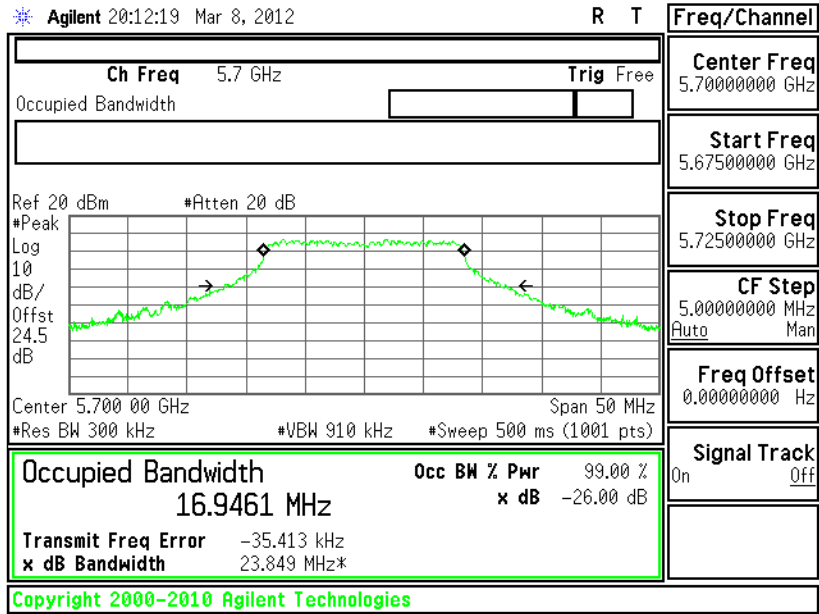 Agilent 20:12:19 Mar 8, 2012 R T
Freq/Channel
Ch Freq 5.7 GHz Trig Free
Occupied Bandwidth
Center Freq
5.70000000 GHz
Start Freq
5.67500000 GHz
Stop Freq
5.72500000 GHz
CF Step
5.00000000 MHz
Auto Man
Freq Offset
0.00000000 Hz
Signal Track
On Off
Ref 20 dBm #Atten 20 dB
#Peak
Log
10
dB/
Offst
24.5
dB
Center 5.700 00 GHz Span 50 MHz
#Res BW 300 kHz #VBW 910 kHz #Sweep 500 ms (1001 pts)
Occupied Bandwidth Occ BW % Pwr 99.00 %
16.9461 MHz x dB -26.00 dB
Transmit Freq Error -35.413 kHz
x dB Bandwidth 23.849 MHz*
Copyright 2000-2010 Agilent Technologies